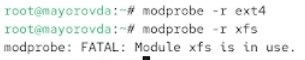 root@mayorovda:~# modprobe -r ext4
root@mayorovda:~# modprobe -r xfs
modprobe: FATAL: Module xfs is in use.